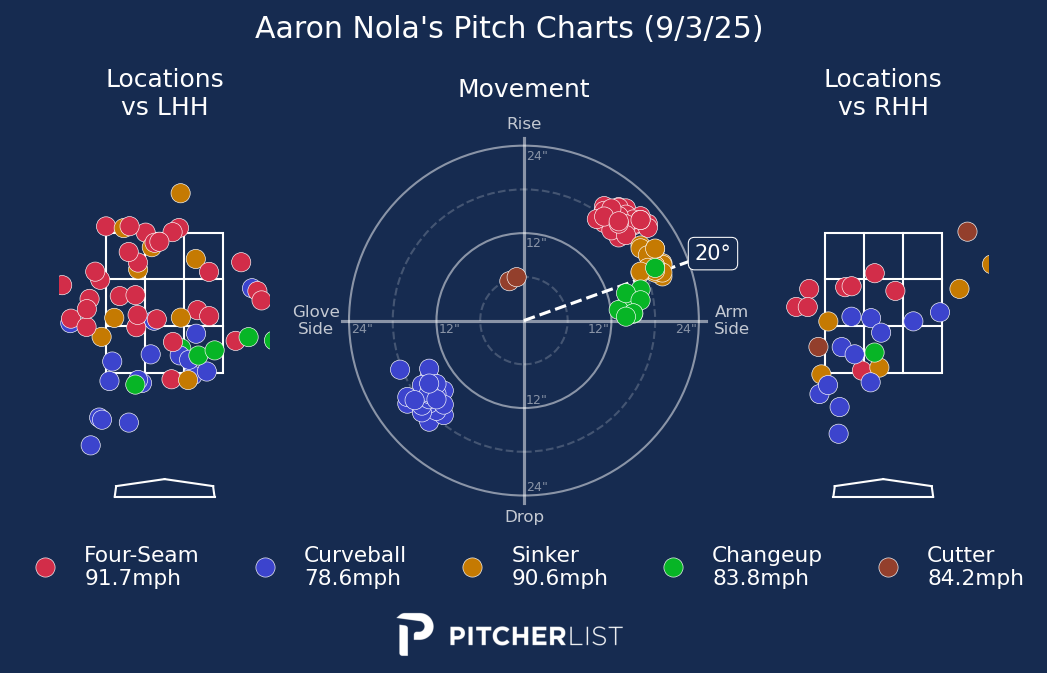 Aaron Nola's Pitch Charts (9/3/25)
Locations
vs LHH
Movement
Locations
vs RHH
Rise
24"
12"
Glove
Side
24"
12"
12"
24"
Arm
Side
20°
12"
24"
Drop
Four-Seam
91.7mph
Curveball
78.6mph
Sinker
90.6mph
Changeup
83.8mph
Cutter
84.2mph
PITCHERLIST